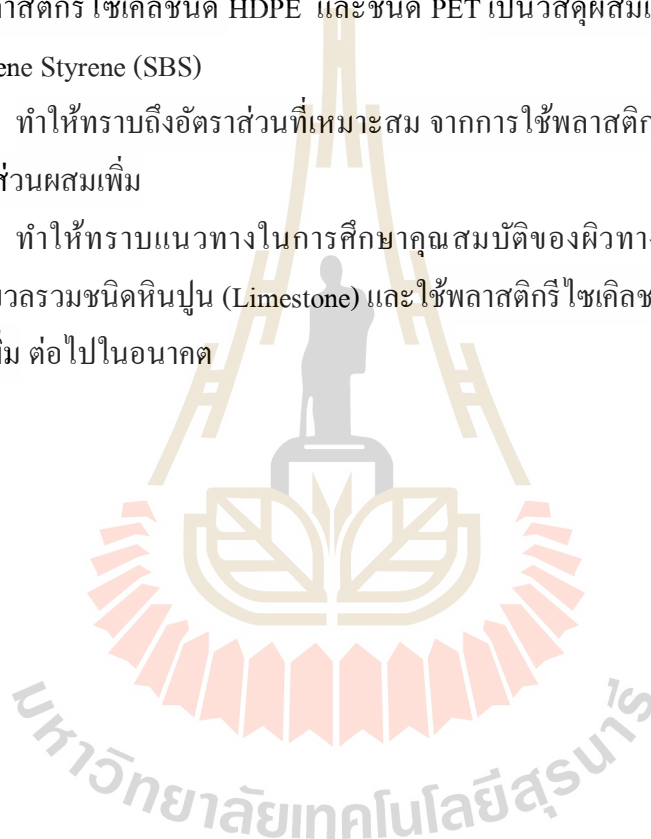 ลาสติกรีไซเคิลชนิด HDPE และชนิด PET เป็นวัสดุผสมเ
ene Styrene (SBS)
ทำให้ทราบถึงอัตราส่วนที่เหมาะสม จากการใช้พลาสติก
ส่วนผสมเพิ่ม
ทำให้ทราบแนวทางในการศึกษาคุณสมบัติของผิวทาง
มวลรวมชนิดหินปูน (Limestone) และใช้พลาสติกรีไซเคิลช
พิ่ม ต่อไปในอนาคต
มหาวิทยาลัยเทคโนโลยีสุรนารี